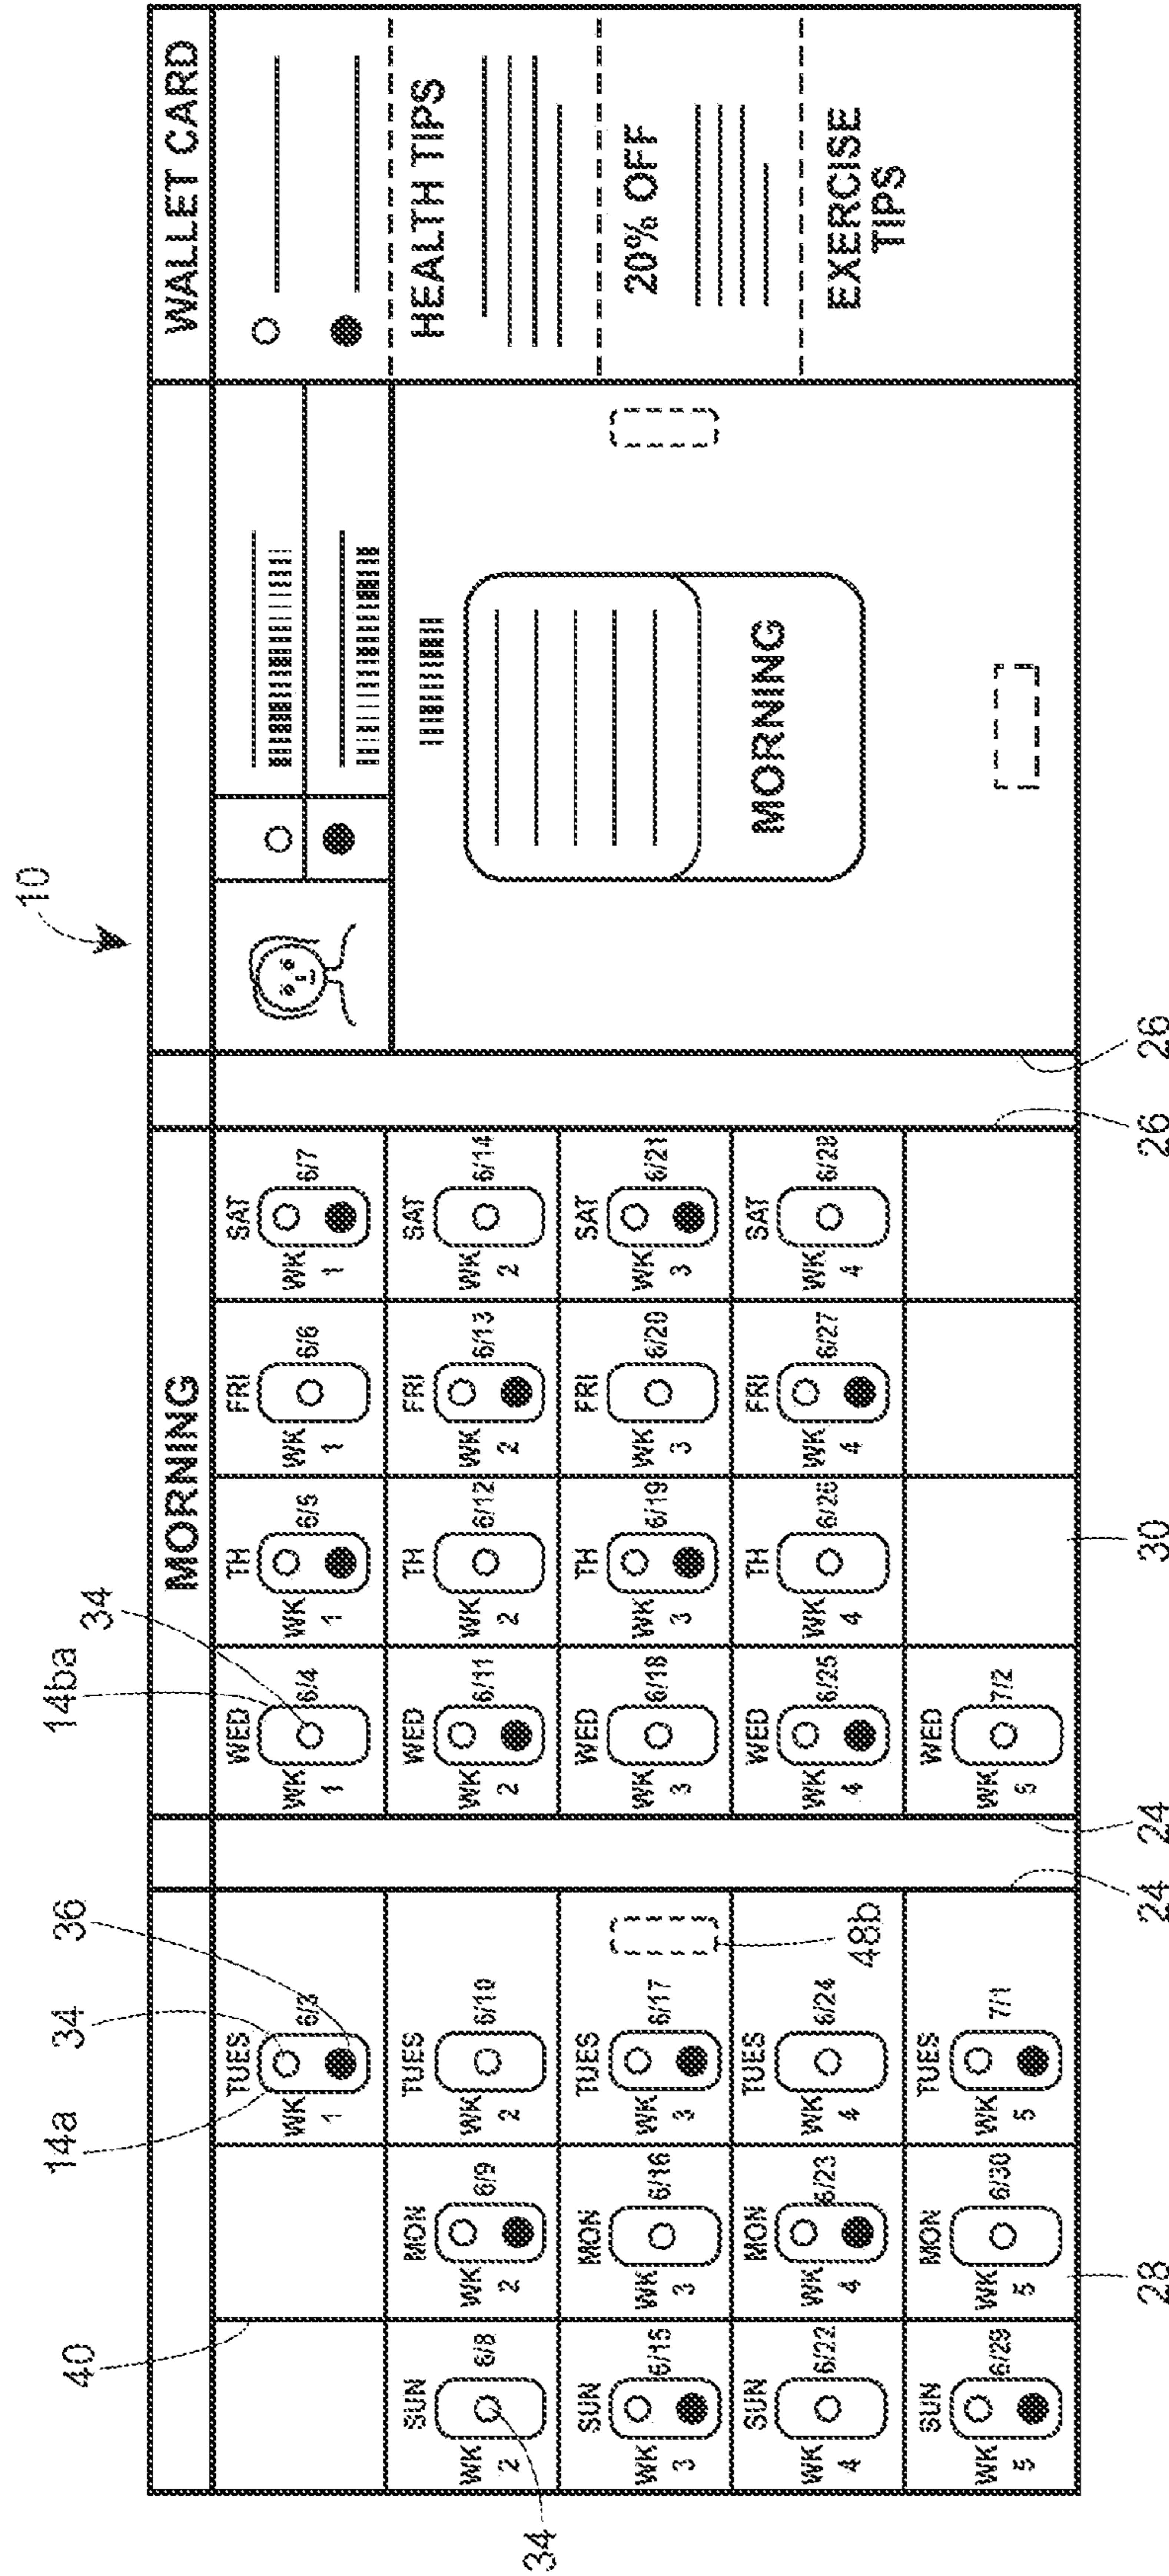 10
40 14a 34 36 14ba 34
MORNING WALLET CARD
TUES WED TH FRI SAT
WK 6/3 WK 6/4 WK 6/5 WK 6/6 WK 6/7
1 1 1 1 1
HEALTH TIPS
SUN MON TUES WED TH FRI SAT
WK 6/8 WK 6/9 WK 6/10 WK 6/11 WK 6/12 WK 6/13 WK 6/14
2 2 2 2 2 2 2
34
20% OFF
SUN MON TUES WED TH FRI SAT
WK 6/15 WK 6/16 WK 6/17 WK 6/18 WK 6/19 WK 6/20 WK 6/21
3 3 3 3 3 3 3
MORNING
SUN MON TUES WED TH FRI SAT
WK 6/22 WK 6/23 WK 6/24 WK 6/25 WK 6/26 WK 6/27 WK 6/28
4 4 4 4 4 4 4
48b
EXERCISE
TIPS
SUN MON TUES WED
WK 6/29 WK 6/30 WK 7/1 WK 7/2
5 5 5 5
28 24 24 30 26 26